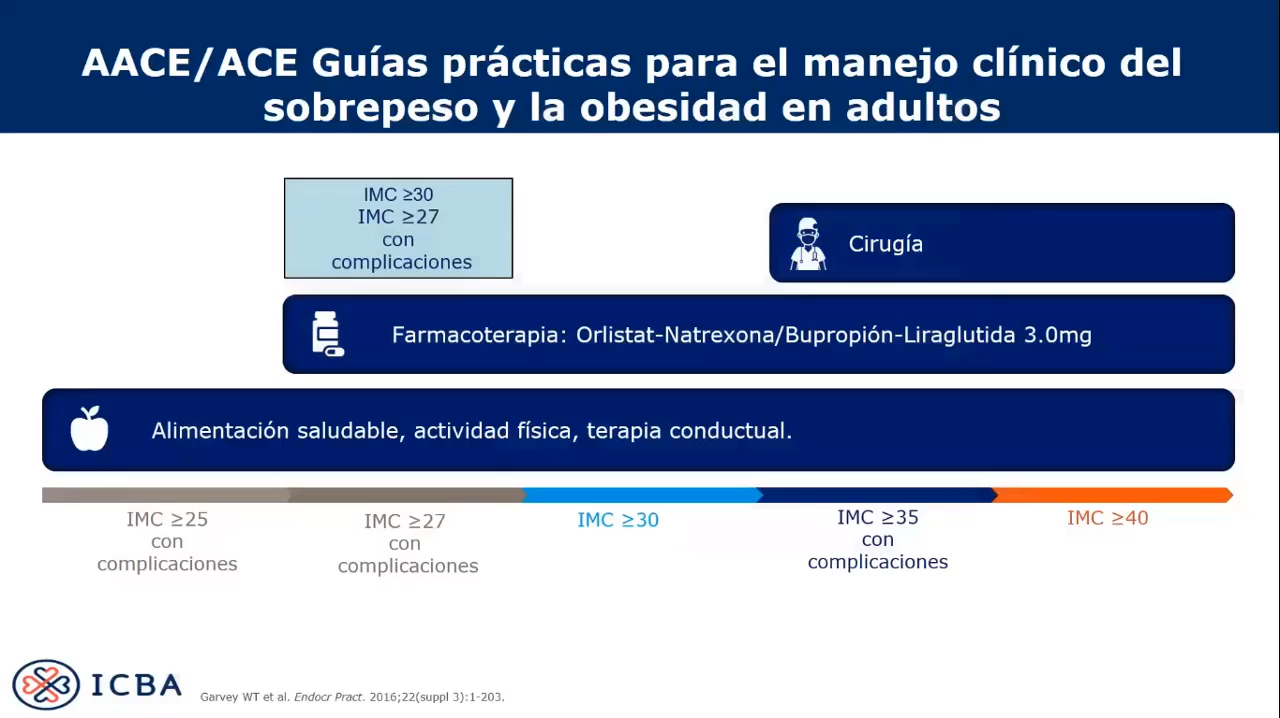 AACE/ACE Guías prácticas para el manejo clínico del
sobrepeso y la obesidad en adultos
IMC ≥30
IMC ≥27
con
complicaciones
Cirugía
Farmacoterapia: Orlistat-Natrexona/Bupropión-Liraglutida 3.0mg
Alimentación saludable, actividad física, terapia conductual.
IMC ≥25
con
complicaciones
IMC ≥27
con
complicaciones
IMC ≥30
IMC ≥35
con
complicaciones
IMC ≥40
ICBA
Garvey WT et al. Endocr Pract. 2016;22(suppl 3):1-203.